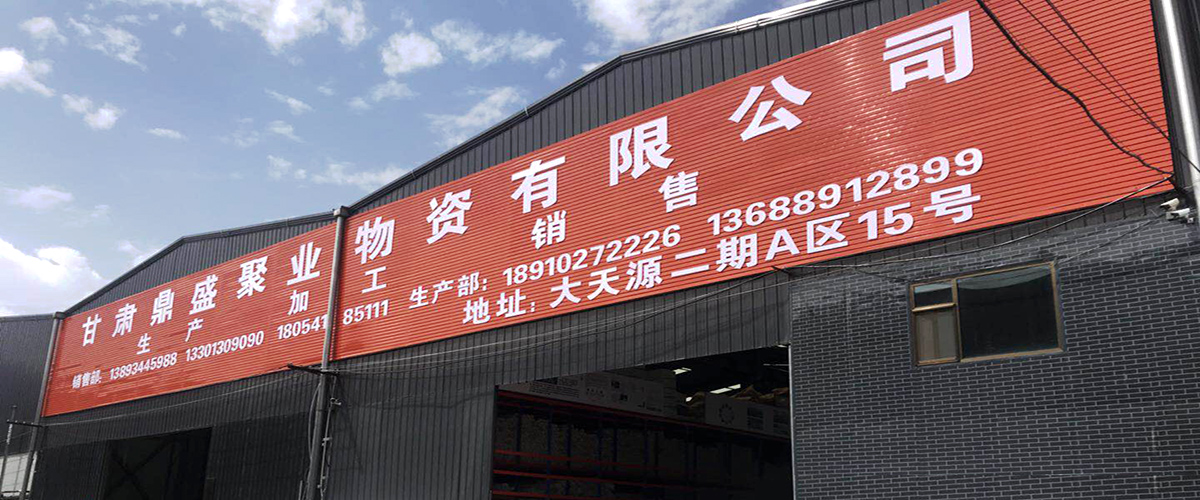 甘肃鼎盛聚业物资有限公司
生产加工销售
销售部: 13893445988 13301309090 18054 85111 生产部: 18910272226 13688912899
地址: 大天源二期A区15号